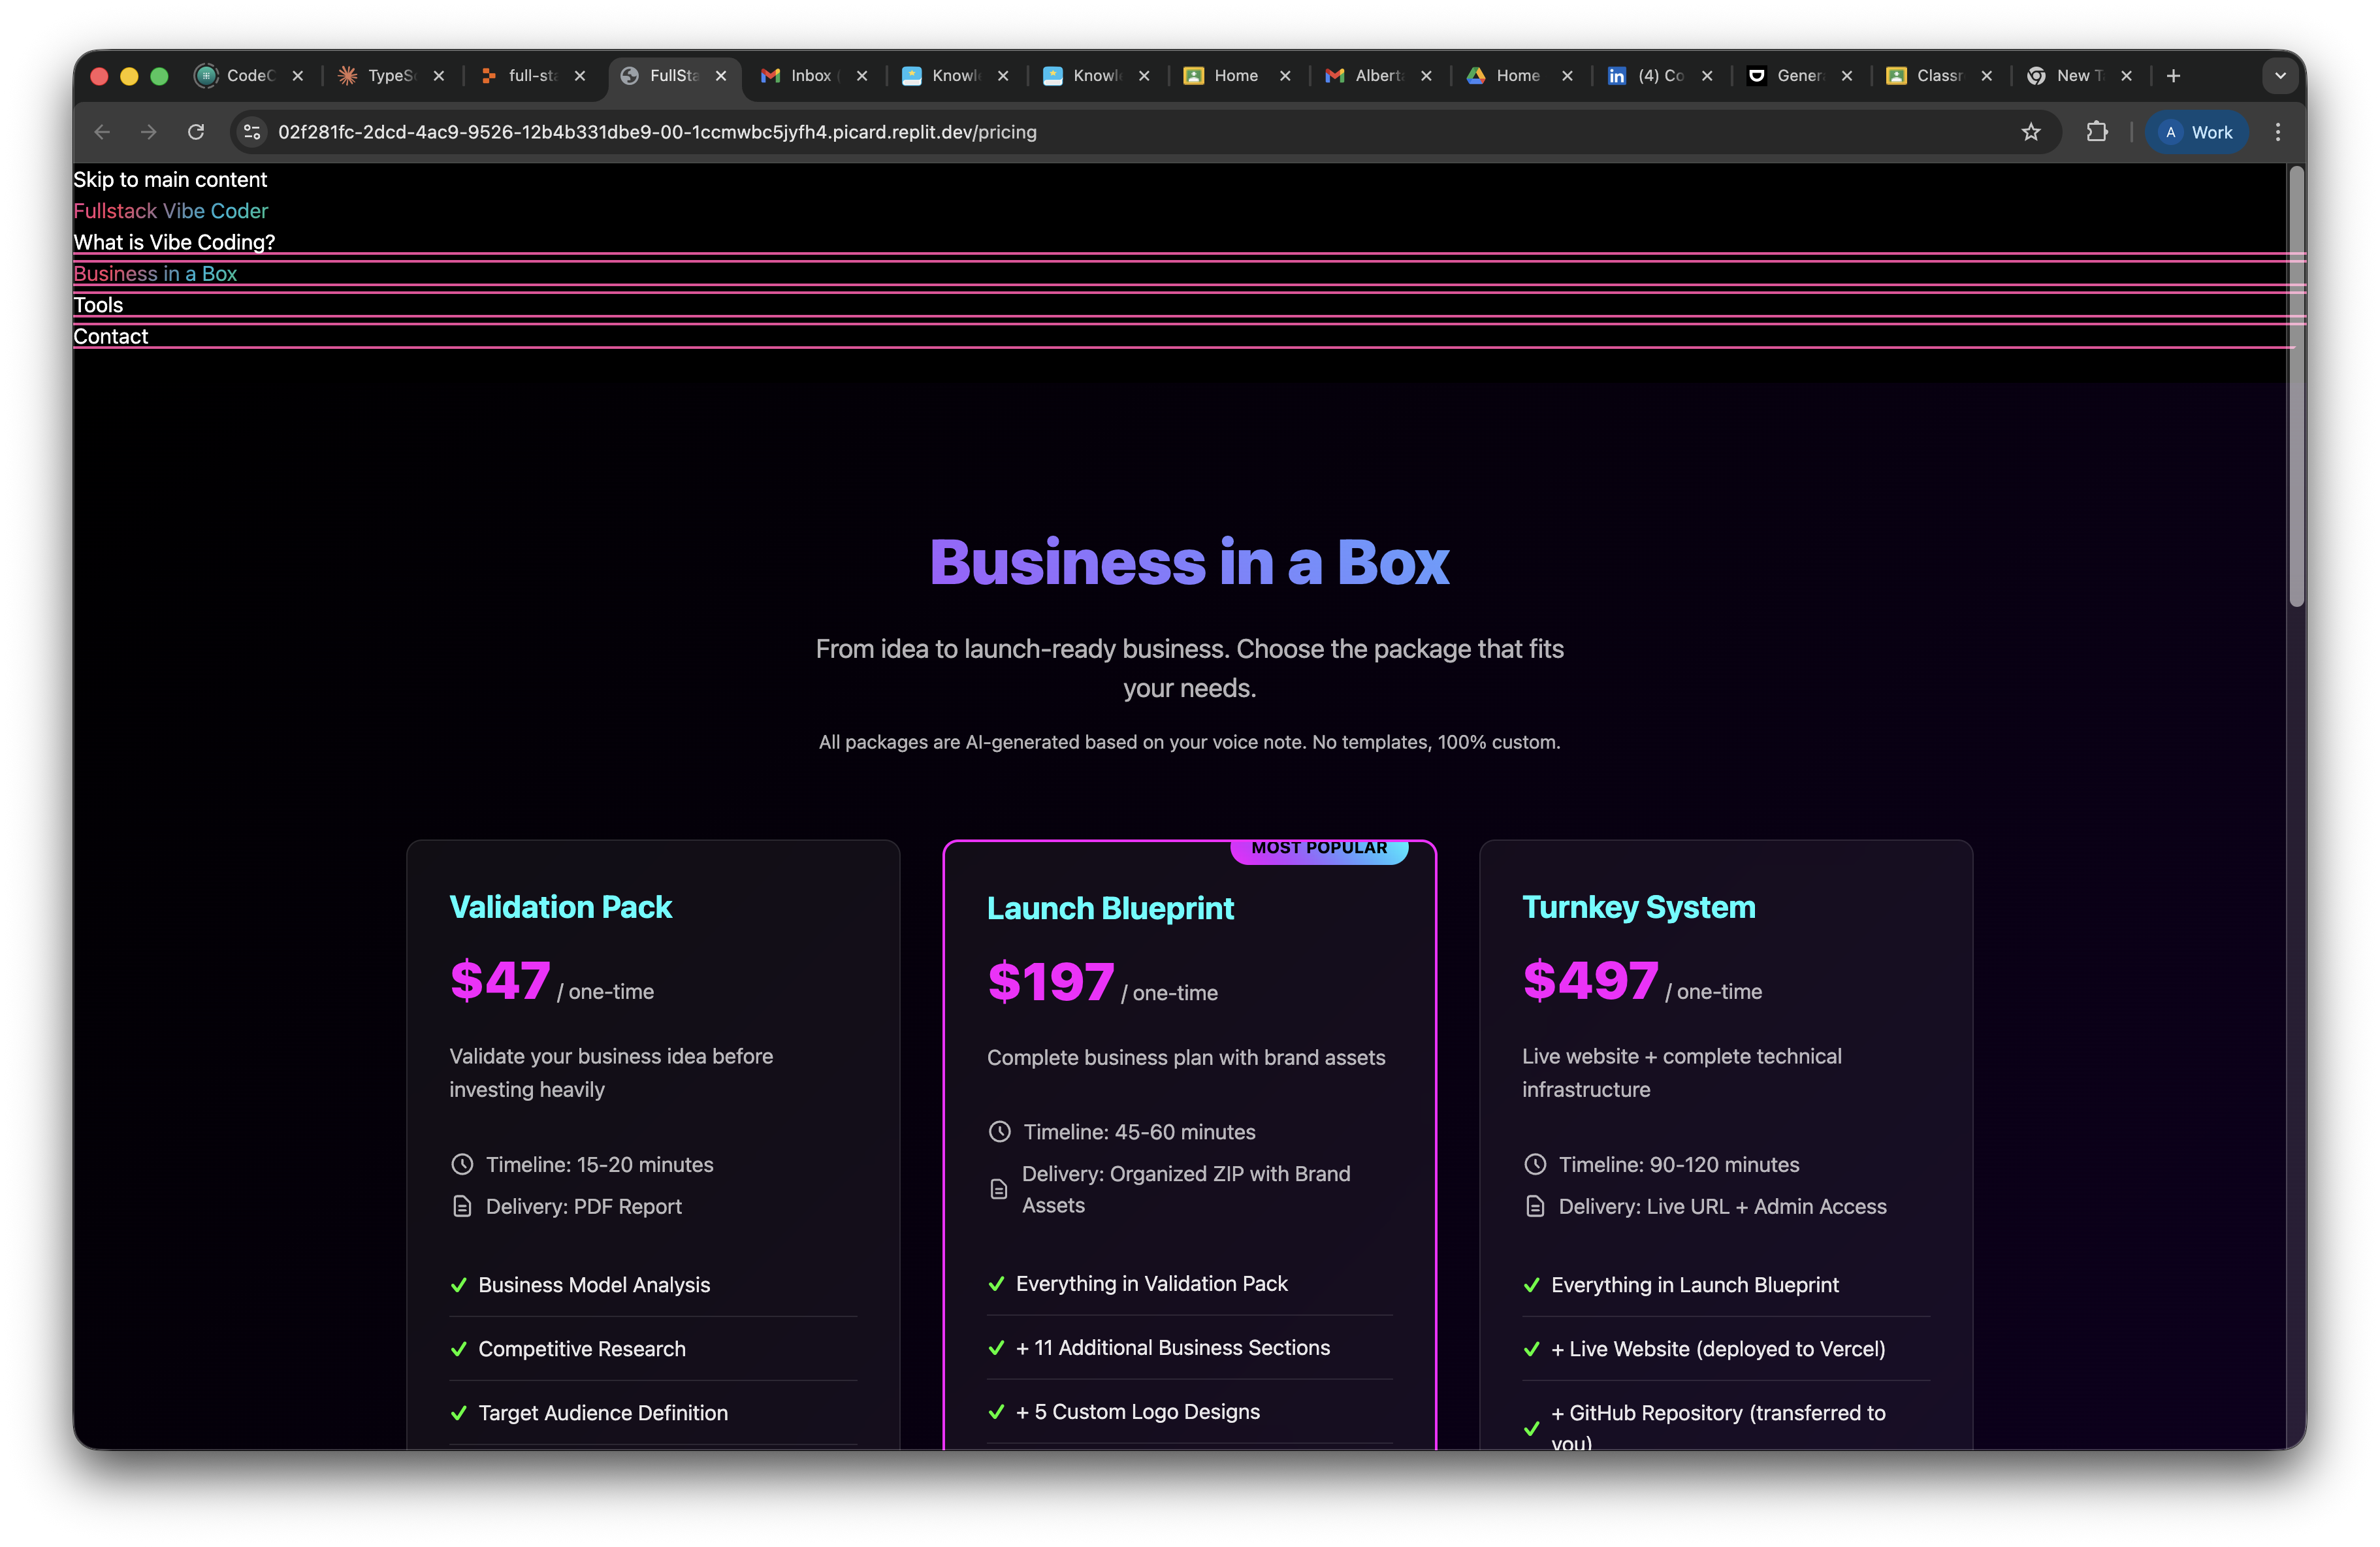 CodeC
TypeSc
full-sta
FullSta
Inbox (
Knowle
Knowle
Home
Alberta
Home
(4) Co
Genera
Classr
New Ta
02f281fc-2dcd-4ac9-9526-12b4b331dbe9-00-1ccmwbc5jyfh4.picard.replit.dev/pricing
A Work
Skip to main content
Fullstack Vibe Coder
What is Vibe Coding?
Business in a Box
Tools
Contact
Business in a Box
From idea to launch-ready business. Choose the package that fits
your needs.
All packages are AI-generated based on your voice note. No templates, 100% custom.
Validation Pack
$47 / one-time
Validate your business idea before
investing heavily
Timeline: 15-20 minutes
Delivery: PDF Report
Business Model Analysis
Competitive Research
Target Audience Definition
MOST POPULAR
Launch Blueprint
$197 / one-time
Complete business plan with brand assets
Timeline: 45-60 minutes
Delivery: Organized ZIP with Brand
Assets
Everything in Validation Pack
+ 11 Additional Business Sections
+ 5 Custom Logo Designs
Turnkey System
$497 / one-time
Live website + complete technical
infrastructure
Timeline: 90-120 minutes
Delivery: Live URL + Admin Access
Everything in Launch Blueprint
+ Live Website (deployed to Vercel)
+ GitHub Repository (transferred to
you)